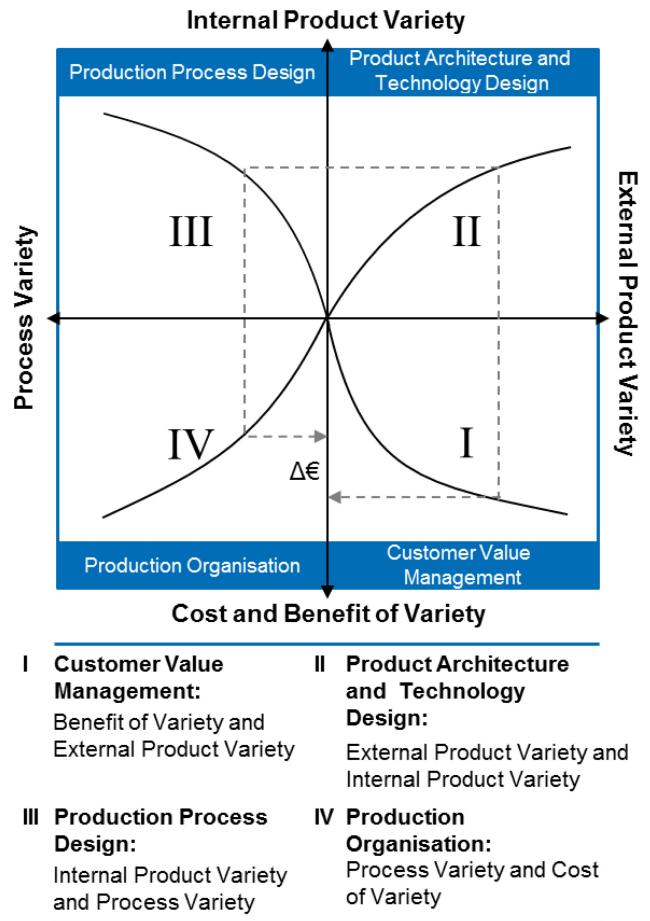 Internal Product Variety
Production Process Design
Product Architecture and
Technology Design
III
II
Process Variety
External Product Variety
IV
I
Δ€
Production Organisation
Customer Value
Management
Cost and Benefit of Variety
I Customer Value
Management:
Benefit of Variety and
External Product Variety
II Product Architecture
and Technology
Design:
External Product Variety and
Internal Product Variety
III Production Process
Design:
Internal Product Variety
and Process Variety
IV Production
Organisation:
Process Variety and Cost
of Variety